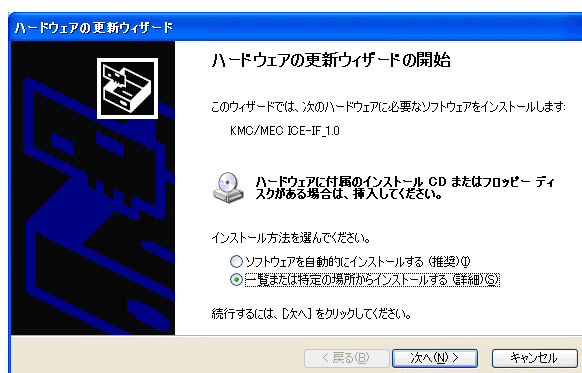 ハードウェアの更新ウィザード
ハードウェアの更新ウィザードの開始
このウィザードでは、次のハードウェアに必要なソフトウェアをインストールします:
KMC/MEC ICE-IF_1.0
ハードウェアに付属のインストール CD またはフロッピー ディ
スクがある場合は、挿入してください。
インストール方法を選んでください。
ソフトウェアを自動的にインストールする (推奨)(I)
一覧または特定の場所からインストールする (詳細)(S)
続行するには、[次へ] をクリックしてください。
< 戻る(B) 次へ(N) > キャンセル